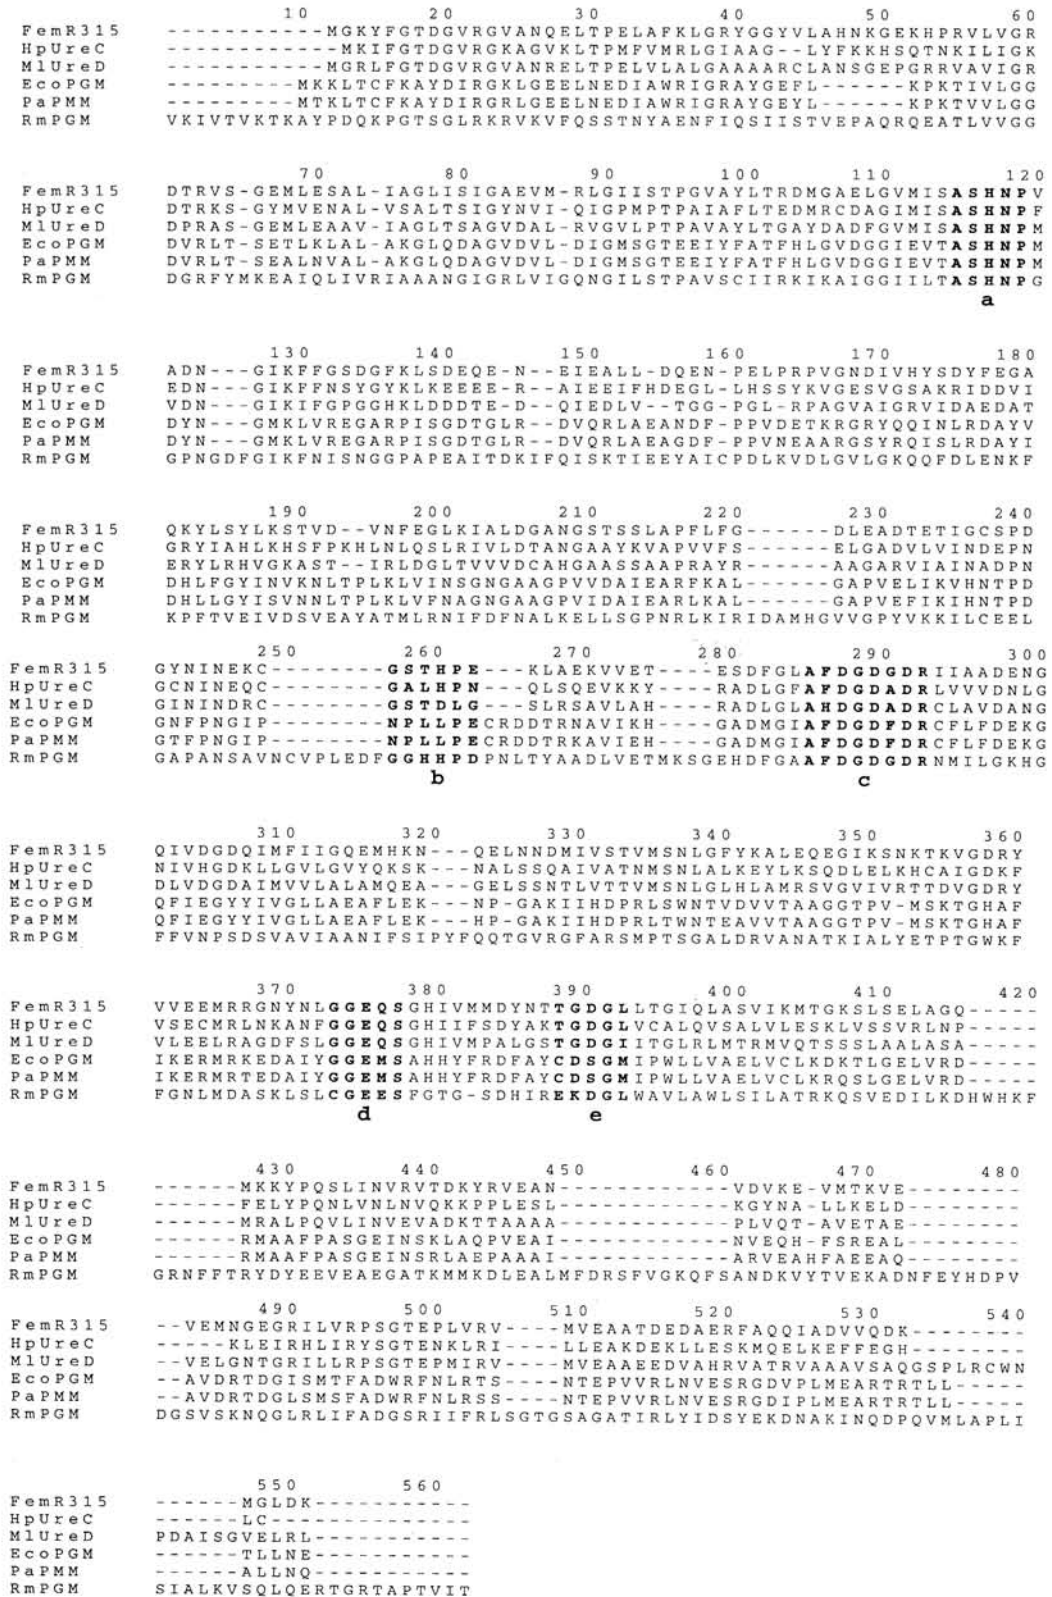 10 20 30 40 50 60
FemR315 ----------MGKYFGTDGVRGVANQELTPELAFKLGRYGGYVLAHNKGEKHPRVLVGR
HpUreC ----------MKIFGTDGVRGKAGVKLTPMFVMRLGIAAG--LYFKKHSQTNKILIGK
MlUreD ----------MGRLFGTDGVRGVANRELTPELVLALGAAAARCLANSGEPGRRVAVIGR
EcoPGM --------MKKLTCFKAYDIRGKLGEELNEDIAWRIGRAYGEFL------KPKTIVLGG
PaPMM ---------MTKLTCFKAYDIRGRLGEELNEDIAWRIGRAYGEYL------KPKTVVLGG
RmPGM VKIVTVKTKAYPDQKPGTSGLRKRVKVFQSSTNYAENFIQSIISTVEPAQRQEATLVVGG
70 80 90 100 110 120
FemR315 DTRVS-GEMLESAL-IAGLISIGAEVM-RLGIISTPGVAYLTRDMGAELGVMISASHNPV
HpUreC DTRKS-GYMVENAL-VSALTSIGYNVI-QIGPMPTPAIAFLTEDMRCDAGIMISASHNPF
MlUreD DPRAS-GEMLEAAV-IAGLTSAGVDAL-RVGVLPTPAVAYLTGAYDADFGVMISASHNPM
EcoPGM DVRLT-SETLKLAL-AKGLQDAGVDVL-DIGMSGTEEIYFATFHLGVDGGIEVTASHNPM
PaPMM DVRLT-SEALNVAL-AKGLQDAGVDVL-DIGMSGTEEIYFATFHLGVDGGIEVTASHNPM
RmPGM DGRFYMKEAIQLIVRIAAANGIGRLVIGQNGILSTPAVSCIIRKIKAIGGIILTASHNPG
a
130 140 150 160 170 180
FemR315 ADN---GIKFFGSDGFKLSDEQE-N--EIEALL-DQEN-PELPRPVGNDIVHYSDYFEGA
HpUreC EDN---GIKFFNSYGYKLKEEEE-R--AIEEIFHDEGL-LHSSYKVGESVGSAKRIDDVI
MlUreD VDN---GIKIFGPGGHKLDDDTE-D--QIEDLV--TGG-PGL-RPAGVAIGRVIDAEDAT
EcoPGM DYN---GMKLVREGARPISGDTGLR--DVQRLAEANDF-PPVDETKRGRYQQINLRDAYV
PaPMM DYN---GMKLVREGARPISGDTGLR--DVQRLAEAGDF-PPVNEAARGSYRQISLRDAYI
RmPGM GPNGDFGIKFNISNGGPAPEAITDKIFQISKTIEEYAICPDLKVDLGVLGKQQFDLENKF
190 200 210 220 230 240
FemR315 QKYLSYLKSTVD--VNFEGLKIALDGANGSTSSLAPFLFG------DLEADTETIGCSPD
HpUreC GRYIAHLKHSFPKHLNLQSLRIVLDTANGAAYKVAPVVFS------ELGADVLVINDEPN
MlUreD ERYLRHVGKAST---IRLDGLTVVVDCAHGAASSAAPRAYR------AAGARVIAINADPN
EcoPGM DHLFGYINVKNLTPLKLVINSGNGAAGPVVDAIEARFKAL------GAPVELIKVHNTPD
PaPMM DHLLGYISVNNLTPLKLVFNAGNGAAGPVIDAIEARLKAL------GAPVEFIKIHNTPD
RmPGM KPFTVEIVDSVEAYATMLRNIFDFNALKELLSGPNRLKIRIDAMHGVVGPYVKKILCEEL
250 260 270 280 290 300
FemR315 GYNINEKC--------GSTHPE---KLAEKVVET----ESDFGLAFDGDGDRIIAADENG
HpUreC GCNINEQC--------GALHPN---QLSQEVKKY----RADLGFAFDGDADRLVVVDNLG
MlUreD GININDRC--------GSTDLG---SLRSAVLAH----RADLGLAHDGDADRCLAVDANG
EcoPGM GNFPNGIP--------NPLLPECRDDTRNAVIKH----GADMGIAFDGDFDRCFLFDEKG
PaPMM GTFPNGIP--------NPLLPECRDDTRKAVIEH----GADMGIAFDGDFDRCFLFDEKG
RmPGM GAPANSAVNCVPLEDFGGHHPDPNLTYAADLVETMKSGEHDFGAAFDGDGDRNMILGKHG
b c
310 320 330 340 350 360
FemR315 QIVDGDQIMFIIGQEMHKN---QELNNDMIVSTVMSNLGFYKALEQEGIKSNKTKVGDRY
HpUreC NIVHGDKLLGVLGVYQKSK---NALSSQAIVATNMSNLALKEYLKSQDLELKHCAIGDKF
MlUreD DLVDGDAIMVVLALAMQEA---GELSSNTLVTTVMSNLGLHLAMRSVGVIVRTTDVGDRY
EcoPGM QFIEGYYIVGLLAEAFLEK---NP-GAKIIHDPRLSWNTVDVVTAAGGTPV-MSKTGHAF
PaPMM QFIEGYYIVGLLAEAFLEK---HP-GAKIIHDPRLTWNTEAVVTAAGGTPV-MSKTGHAF
RmPGM FFVNPSDSVAVIAANIFSIPYFQQTGVRGFARSMPTSGALDRVANATKIALYETPTGWKF
370 380 390 400 410 420
FemR315 VVEEMRRGNYNLGGEQSGHIVMMDYNTTGDGLLTGIQLASVIKMTGKSLSELAGQ-----
HpUreC VSECMRLNKANFGGEQSGHIIFSDYAKTGDGLVCALQVSALVLESKLVSSVRLNP-----
MlUreD VLEELRAGDFSLGGEQSGHIVMPALGSTGDGIITGLRLMTRMVQTSSSLAALASA-----
EcoPGM IKERMRKEDAIYGGEMSAHHYFRDFAYCDSGMIPWLLVAELVCLKDKTLGELVRD-----
PaPMM IKERMRTEDAIYGGEMSAHHYFRDFAYCDSGMIPWLLVAELVCLKRQSLGELVRD-----
RmPGM FGNLMDASKLSLCGEESFGTG-SDHIREKDGLWAVLAWLSILATRKQSVEDILKDHWHKF
d e
430 440 450 460 470 480
FemR315 ------MKKYPQSLINVRVTDKYRVEAN------------VDVKE-VMTKVE--------
HpUreC ------FELYPQNLVNLNVQKKPPLESL------------KGYNA-LLKELD--------
MlUreD ------MRALPQVLINVEVADKTTAAAA------------PLVQT-AVETAE--------
EcoPGM ------RMAAFPASGEINSKLAQPVEAI------------NVEQH-FSREAL--------
PaPMM ------RMAAFPASGEINSRLAEPAAAI------------ARVEAHFAEEAQ--------
RmPGM GRNFFTRYDYEEVEAEGATKMMKDLEALMFDRSFVGKQFSANDKVYTVEKADNFEYHDPV
490 500 510 520 530 540
FemR315 --VEMNGEGRILVRPSGTEPLVRV----MVEAATDEDAERFAQQIADVVQDK--------
HpUreC -----KLEIRHLIRYSGTENKLRI----LLEAKDEKLLESKMQELKEFFEGH--------
MlUreD --VELGNTGRILLRPSGTEPMIRV----MVEAAEEDVAHRVATRVAAAVSAQGSPLRCWN
EcoPGM --AVDRTDGISMTFADWRFNLRTS----NTEPVVRLNVESRGDVPLMEARTRTLL-----
PaPMM --AVDRTDGLSMSFADWRFNLRSS----NTEPVVRLNVESRGDIPLMEARTRTLL-----
RmPGM DGSVSKNQGLRLIFADGSRIIFRLSGTGSAGATIRLYIDSYEKDNAKINQDPQVMLAPLI
550 560
FemR315 ------MGLDK-----------
HpUreC ------LC--------------
MlUreD PDAISGVELRL-----------
EcoPGM ------TLLNE-----------
PaPMM ------ALLNQ-----------
RmPGM SIALKVSQLQERTGRTAPTVIT